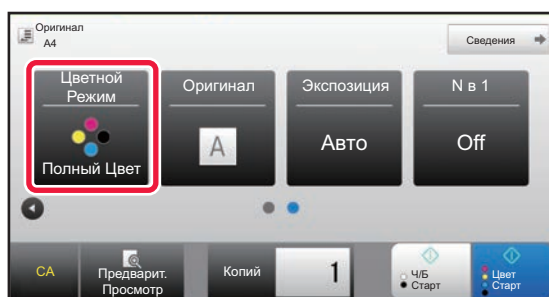 Оригинал
A4
Сведения
Цветной
Режим
Полный Цвет
Оригинал
A
Экспозиция
Авто
N в 1
Off
CA
Предварит.
Просмотр
Копий
1
Ч/Б
Старт
Цвет
Старт